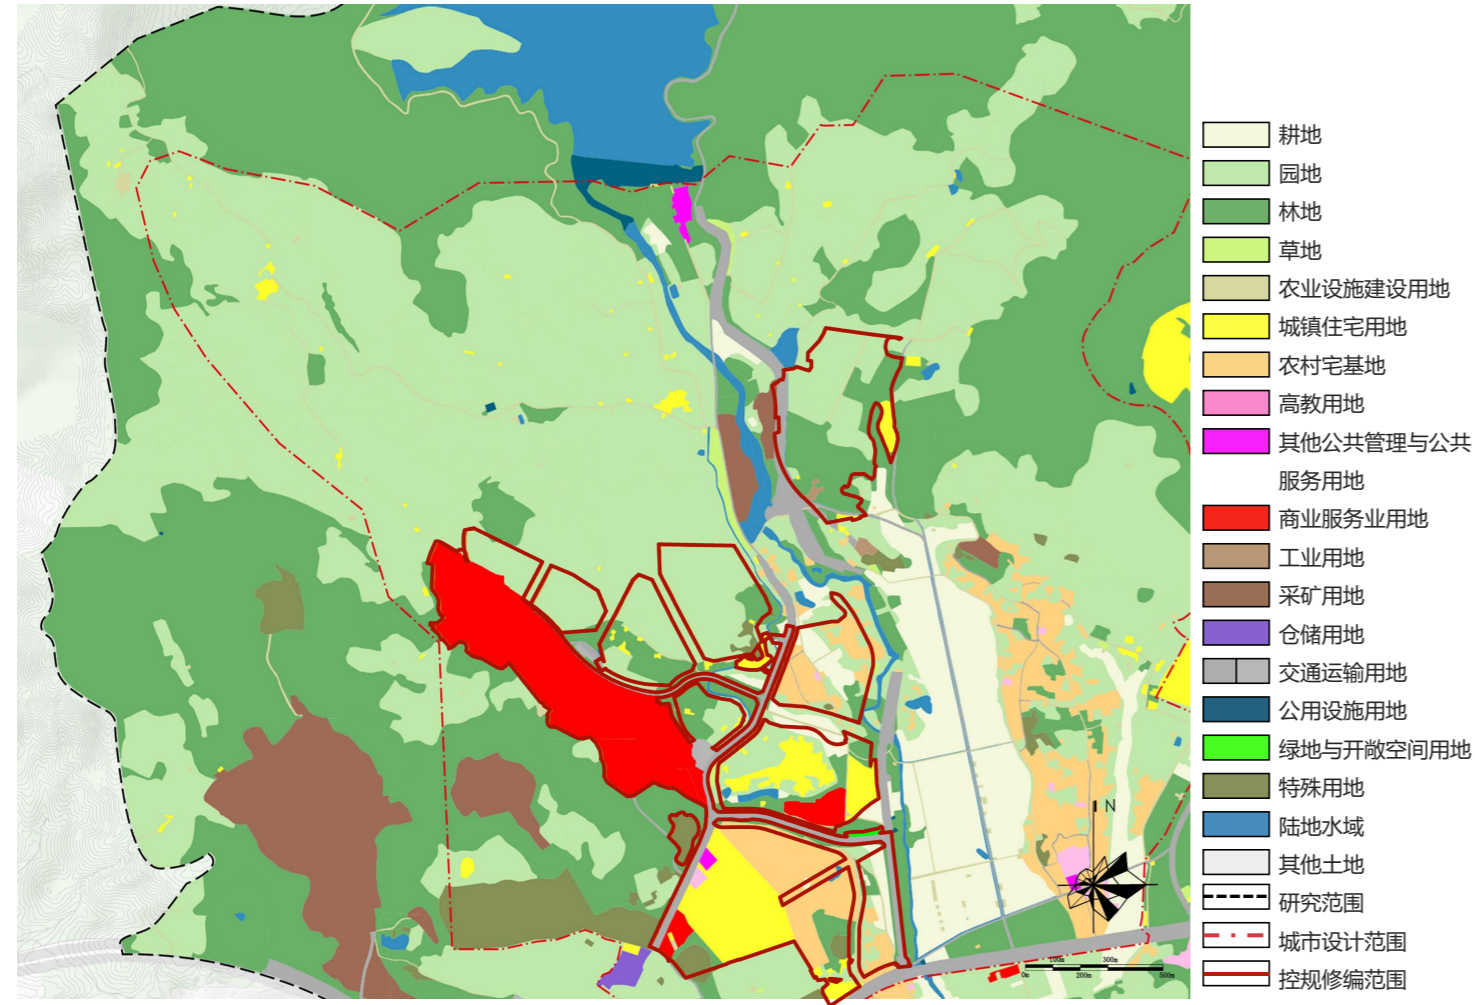 耕地
园地
林地
草地
农业设施建设用地
城镇住宅用地
农村宅基地
高教用地
其他公共管理与公共
服务用地
商业服务业用地
工业用地
采矿用地
仓储用地
交通运输用地
公用设施用地
绿地与开敞空间用地
特殊用地
陆地水域
其他土地
研究范围
城市设计范围
控规修编范围
N
100m 300m
0m 200m 500m